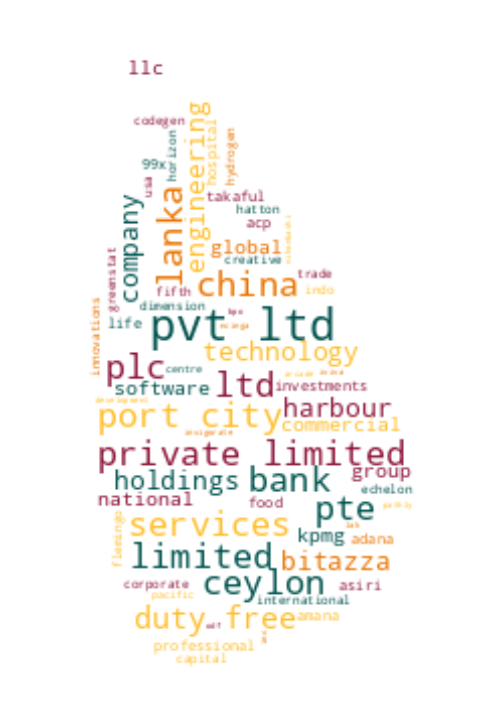 llc
codegen
engineering
hospital
horizon
hydrogen
99x
usa
takaful
company
lanka
hatton
acp
global
creative
greenstat
china
trade
fifth
indo
innovations
dimension
life
pvt ltd
technology
plc
centre
software
ltd
investments
development
port city
harbour
commercial
invigorate
private limited
group
holdings
bank
echelon
national
food
pte
services
flemingo
kpmg
adana
limited
bitazza
corporate
ceylon
asiri
pacific
international
duty free
amana
professional
capital